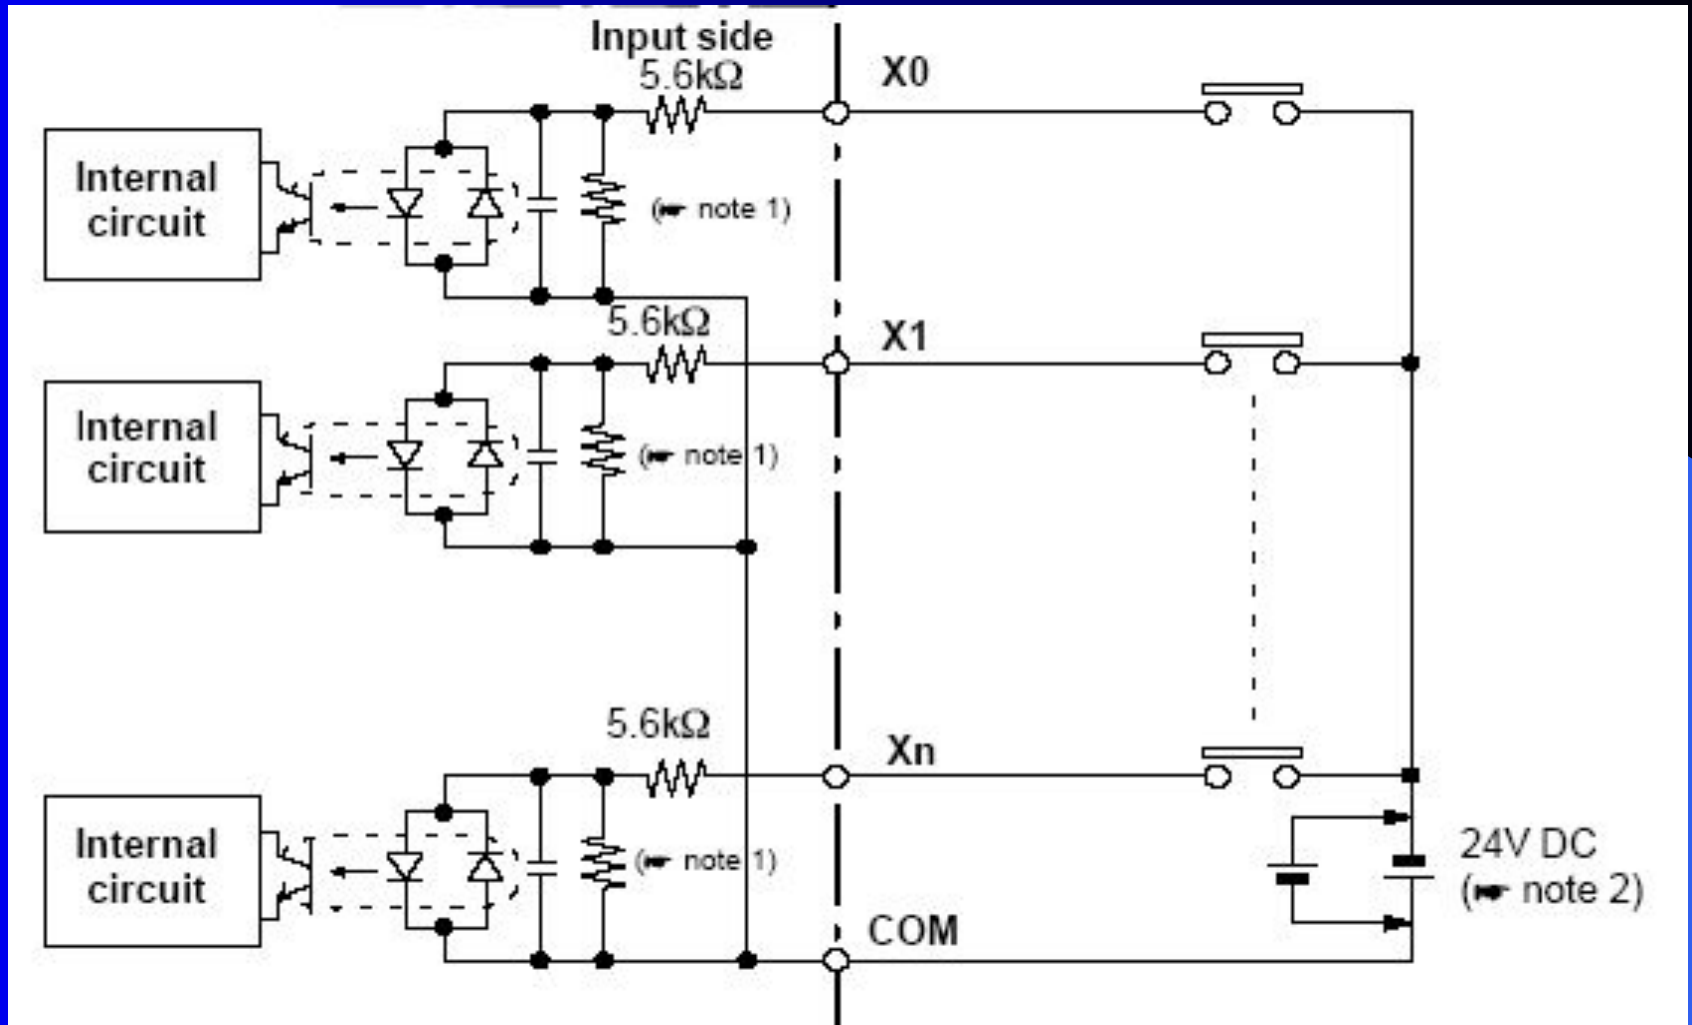 Input side
5.6kΩ
X0
Internal
circuit
(☛ note 1)
5.6kΩ
X1
Internal
circuit
(☛ note 1)
5.6kΩ
Xn
Internal
circuit
(☛ note 1)
24V DC
(☛ note 2)
COM